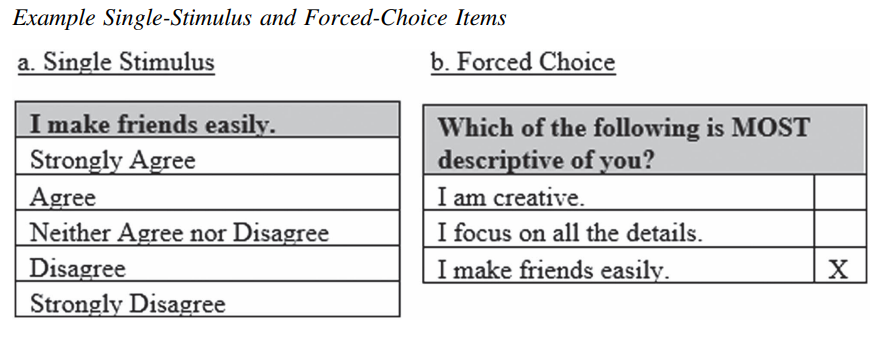 Example Single-Stimulus and Forced-Choice Items
a. Single Stimulus
I make friends easily.
Strongly Agree
Agree
Neither Agree nor Disagree
Disagree
Strongly Disagree
b. Forced Choice
Which of the following is MOST
descriptive of you?
I am creative.
I focus on all the details.
I make friends easily. X